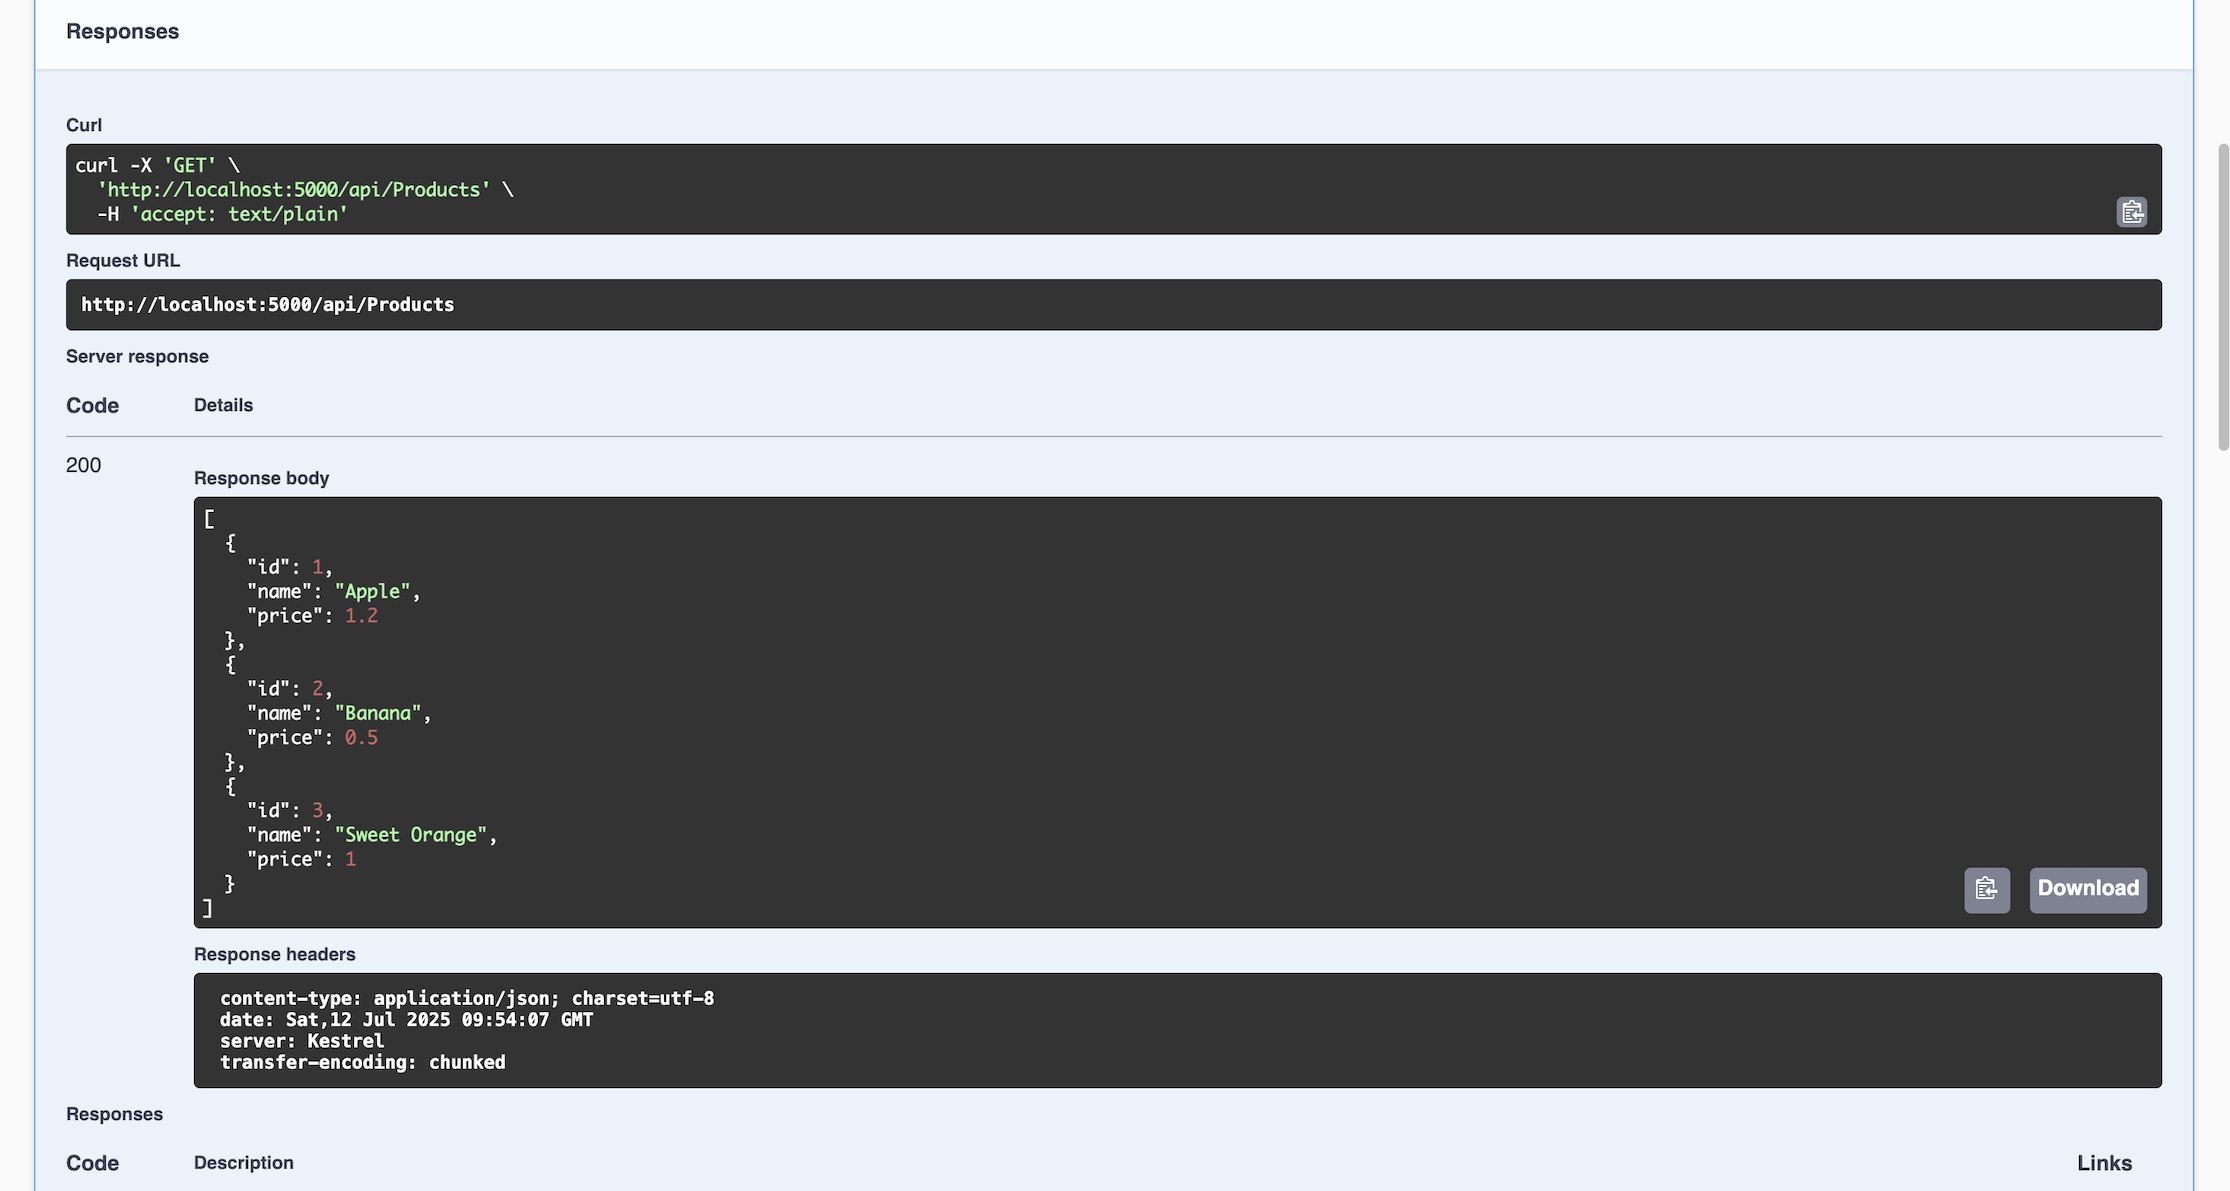 Responses
Curl
curl -X 'GET' \
  'http://localhost:5000/api/Products' \
  -H 'accept: text/plain'
Request URL
http://localhost:5000/api/Products
Server response
Code Details
200
Response body
[
  {
    "id": 1,
    "name": "Apple",
    "price": 1.2
  },
  {
    "id": 2,
    "name": "Banana",
    "price": 0.5
  },
  {
    "id": 3,
    "name": "Sweet Orange",
    "price": 1
  }
]
Download
Response headers
content-type: application/json; charset=utf-8
date: Sat,12 Jul 2025 09:54:07 GMT
server: Kestrel
transfer-encoding: chunked
Responses
Code Description Links